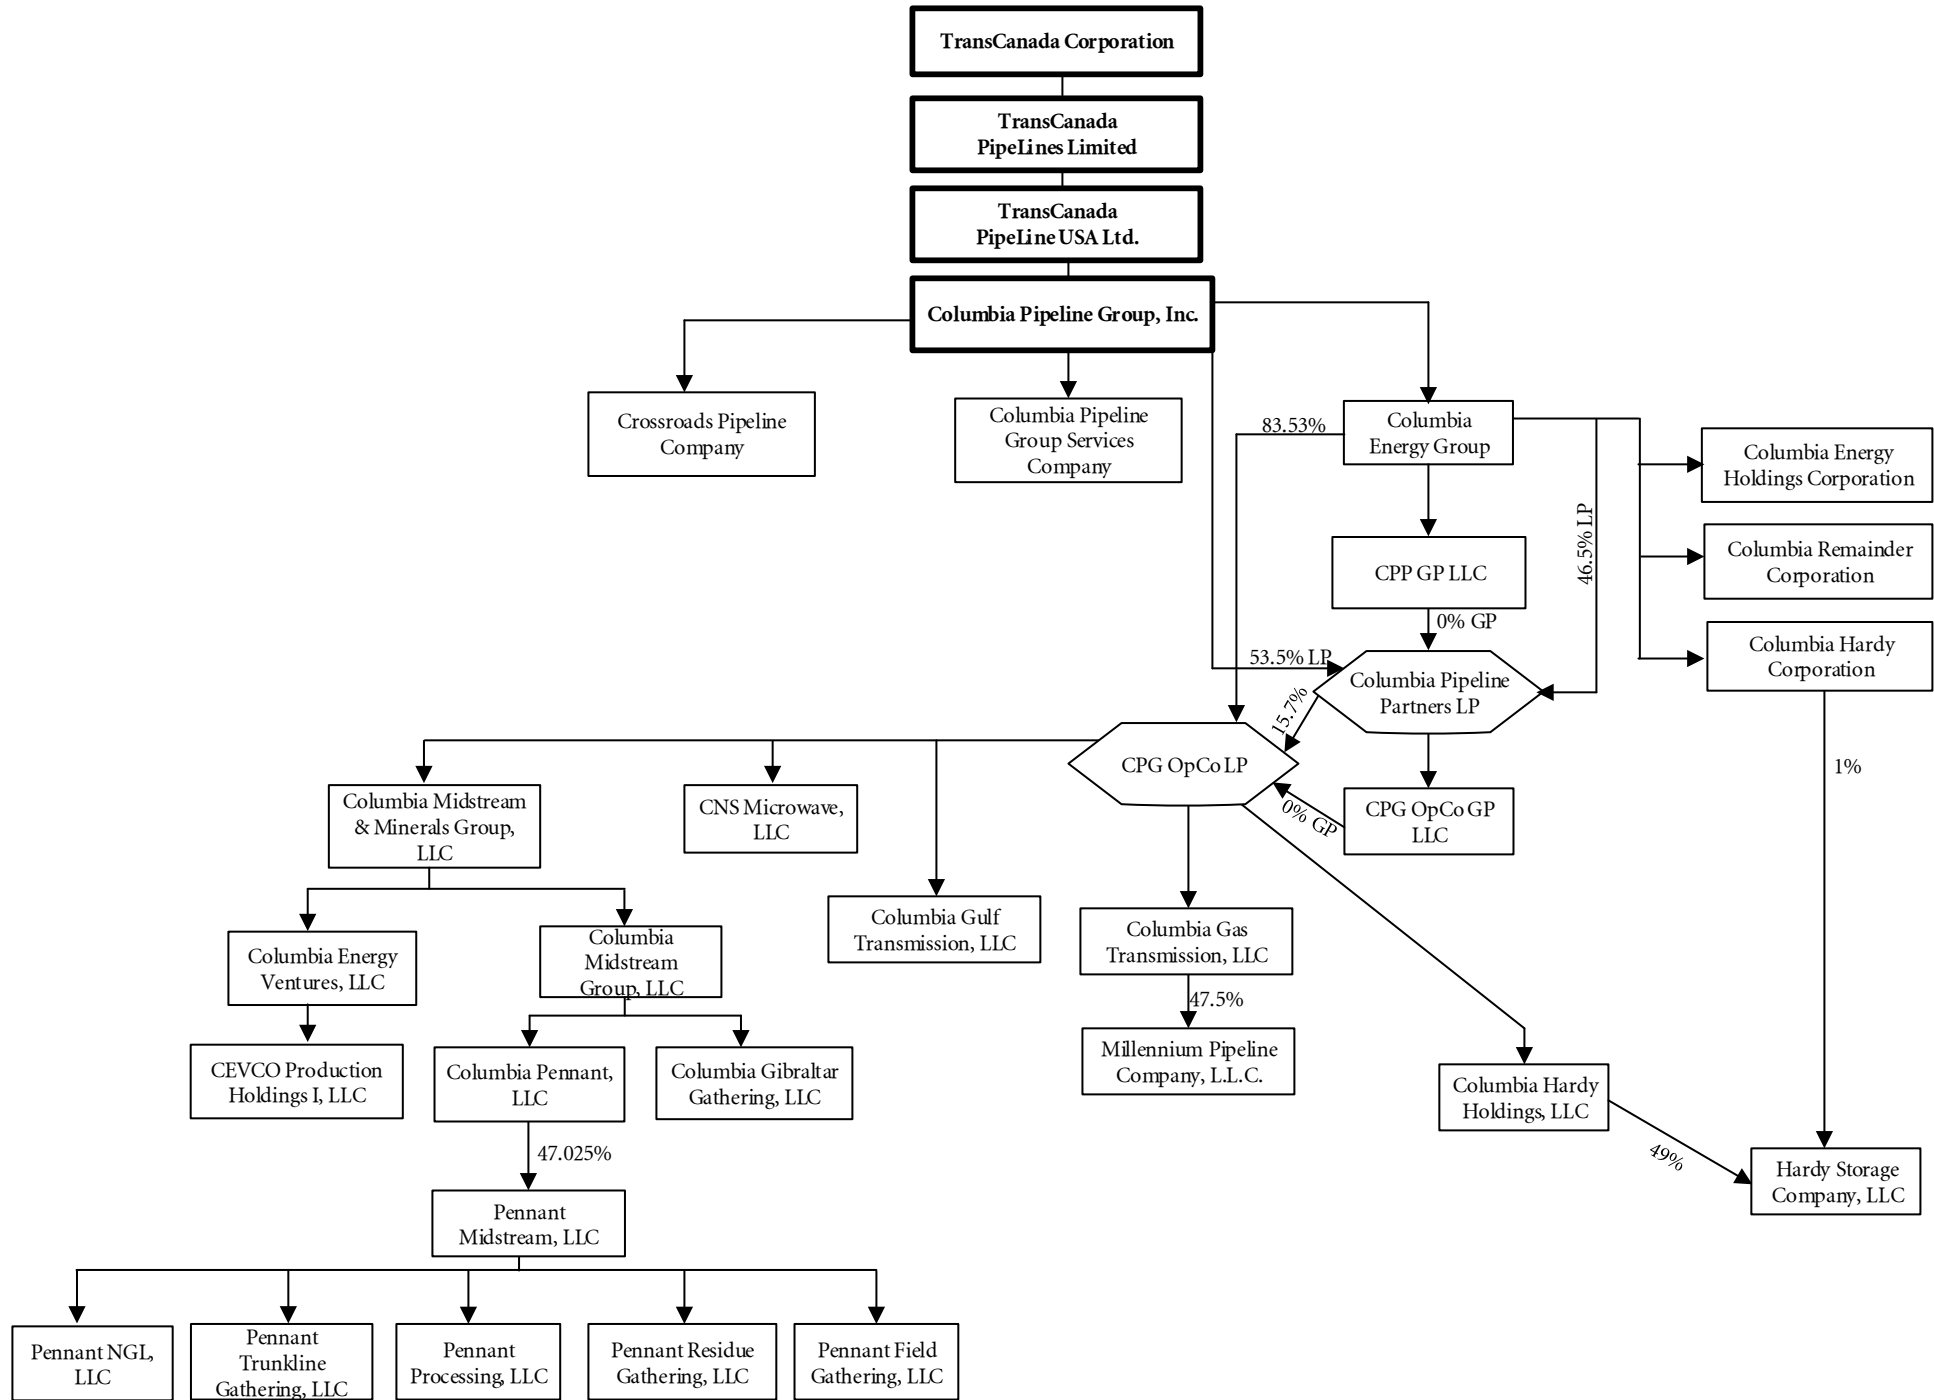 TransCanada Corporation
TransCanada
PipeLines Limited
TransCanada
PipeLine USA Ltd.
Columbia Pipeline Group, Inc.
Crossroads Pipeline
Company
Columbia Pipeline
Group Services
Company
83.53%
Columbia
Energy Group
Columbia Energy
Holdings Corporation
46.5% LP
Columbia Remainder
Corporation
CPP GP LLC
0% GP
Columbia Hardy
Corporation
53.5% LP
Columbia Pipeline
Partners LP
15.7%
CPG OpCo LP
1%
0% GP
CPG OpCo GP
LLC
Columbia Midstream
& Minerals Group,
LLC
CNS Microwave,
LLC
Columbia Gulf
Transmission, LLC
Columbia Gas
Transmission, LLC
Columbia Energy
Ventures, LLC
Columbia
Midstream
Group, LLC
47.5%
CEVCO Production
Holdings I, LLC
Columbia Pennant,
LLC
Columbia Gibraltar
Gathering, LLC
Millennium Pipeline
Company, L.L.C.
Columbia Hardy
Holdings, LLC
47.025%
49%
Hardy Storage
Company, LLC
Pennant
Midstream, LLC
Pennant NGL,
LLC
Pennant
Trunkline
Gathering, LLC
Pennant
Processing, LLC
Pennant Residue
Gathering, LLC
Pennant Field
Gathering, LLC